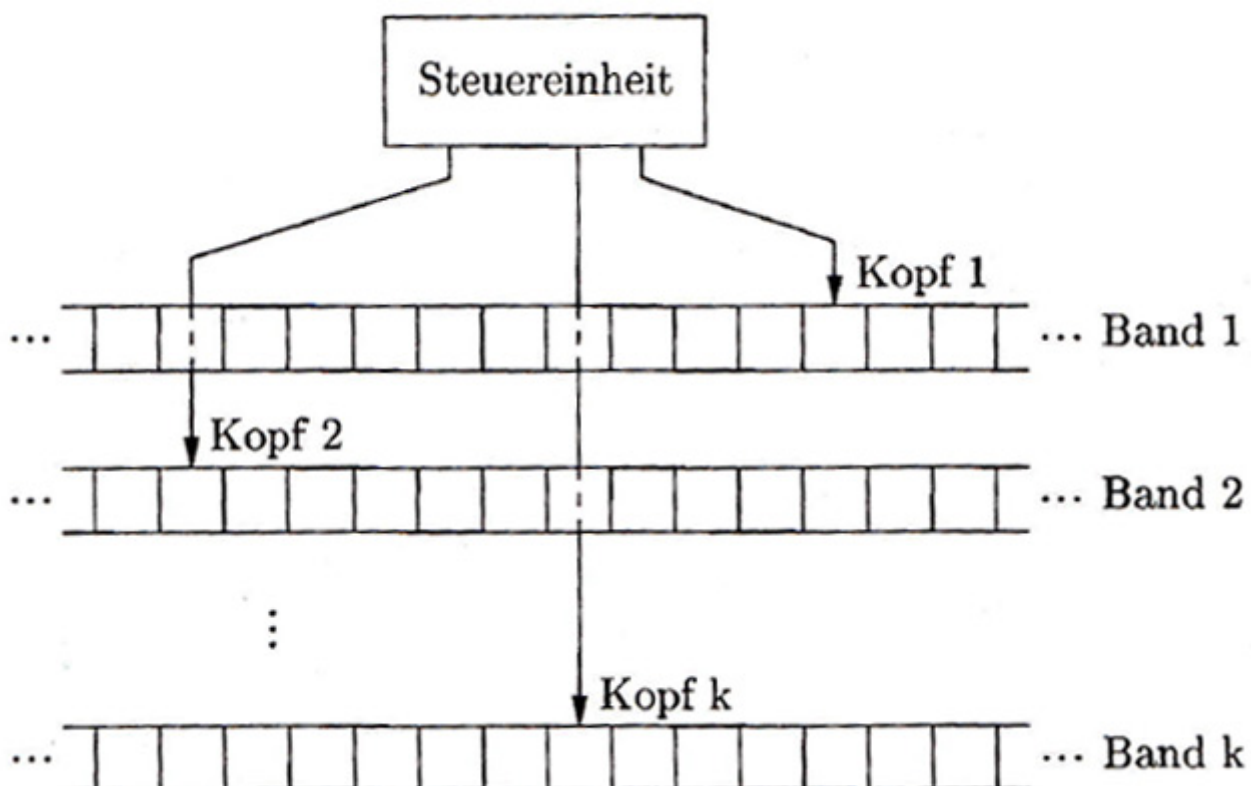 Steuereinheit
Kopf 1
... Band 1
...
Kopf 2
... Band 2
...
⋮
Kopf k
... Band k
...